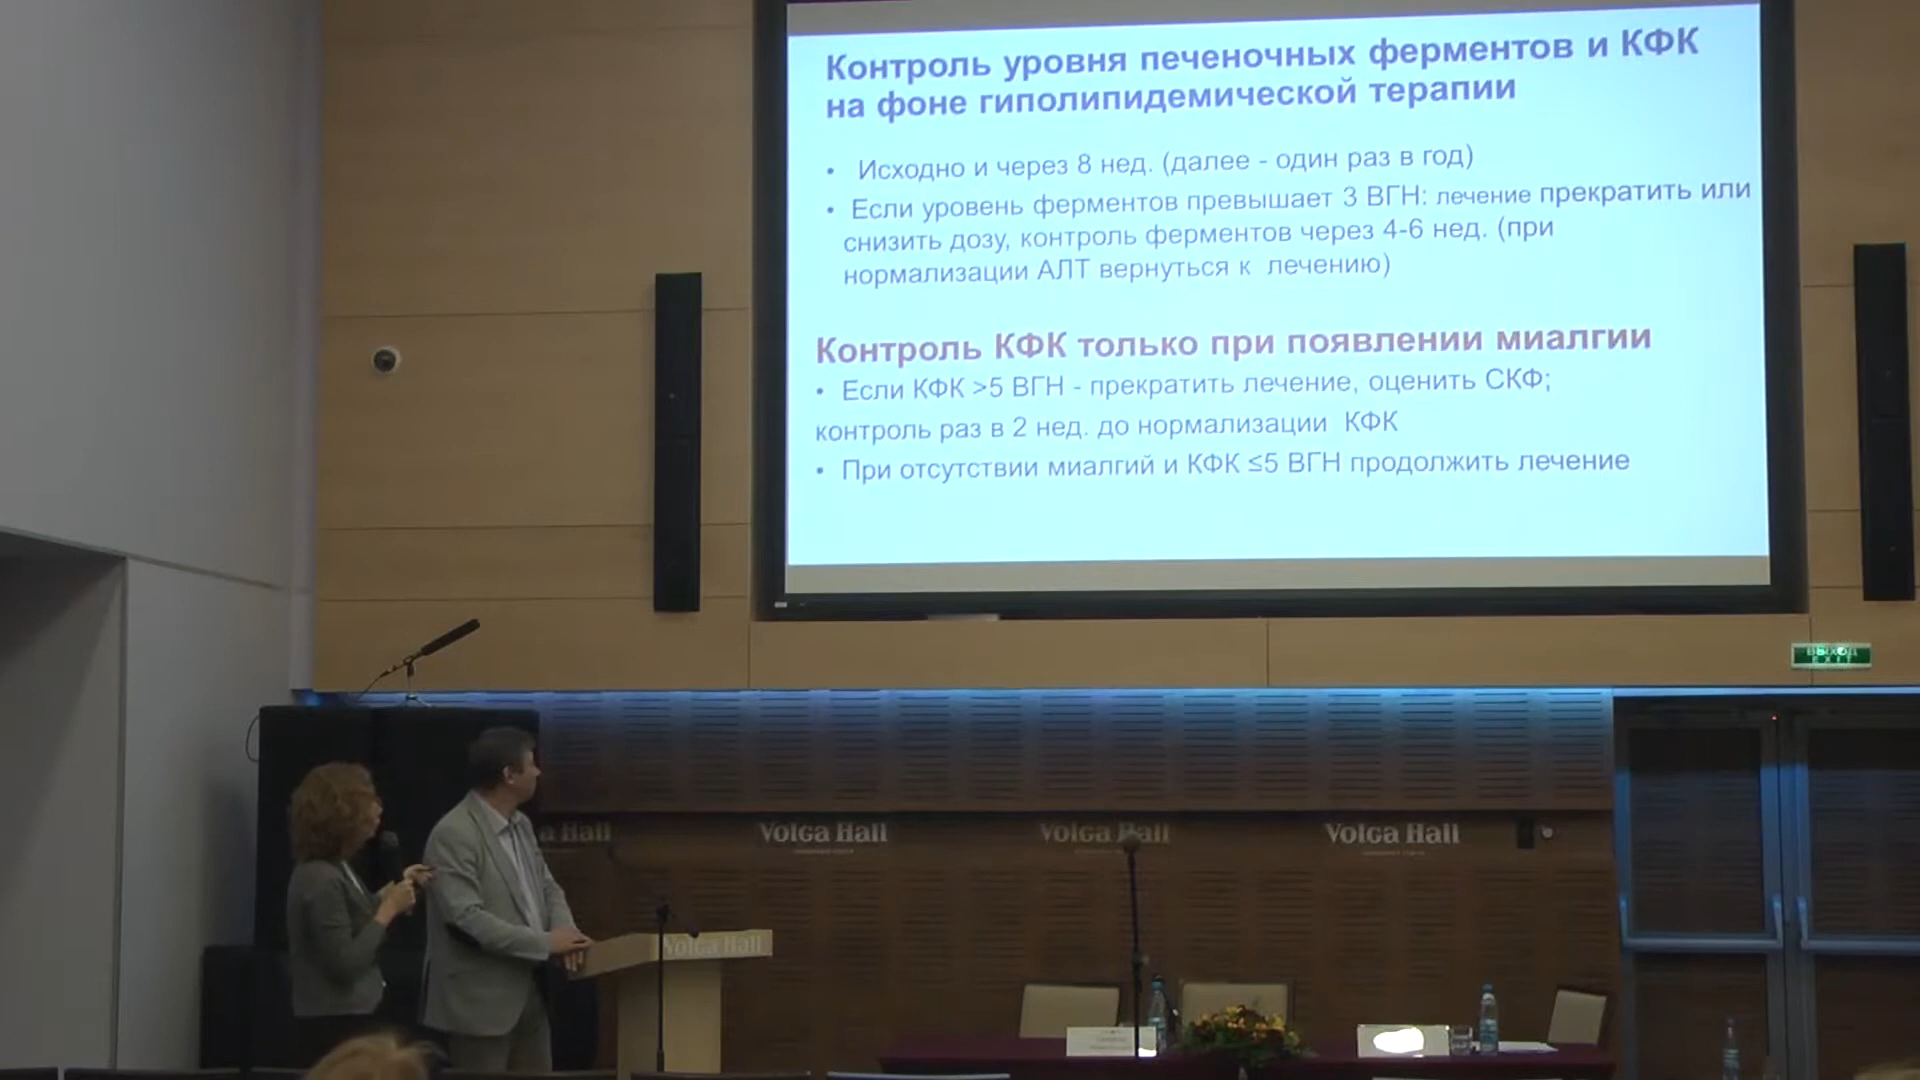 Контроль уровня печеночных ферментов и КФК
на фоне гиполипидемической терапии
• Исходно и через 8 нед. (далее - один раз в год)
• Если уровень ферментов превышает 3 ВГН: лечение прекратить или
снизить дозу, контроль ферментов через 4-6 нед. (при
нормализации АЛТ вернуться к лечению)
Контроль КФК только при появлении миалгии
• Если КФК >5 ВГН - прекратить лечение, оценить СКФ;
контроль раз в 2 нед. до нормализации КФК
• При отсутствии миалгий и КФК ≤5 ВГН продолжить лечение
ВЫХОД
EXIT
a Hall
Volga Hall
Volga Hall
Volga Hall
Volga Hall